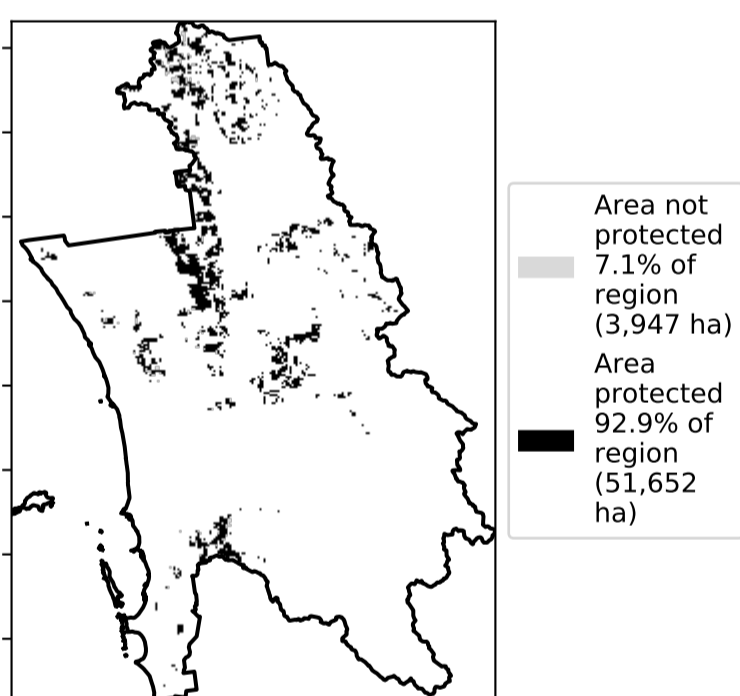 Area not
protected
7.1% of
region
(3,947 ha)
Area
protected
92.9% of
region
(51,652
ha)